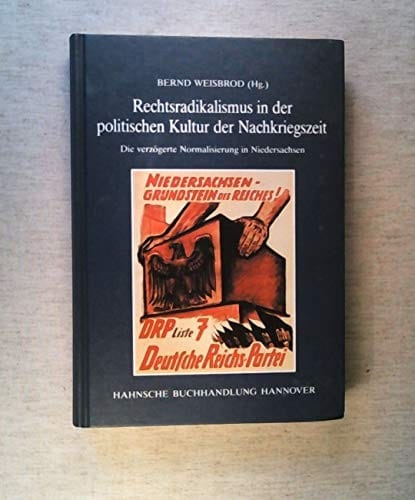 BERND WEISBROD (Hg.)
Rechtsradikalismus in der
politischen Kultur der Nachkriegszeit
Die verzögerte Normalisierung in Niedersachsen
NIEDERSACHSEN-
GRUNDSTEIN DES REICHES!
DRP Liste 7
Deutsche Reichs-Partei
HAHNSCHE BUCHHANDLUNG HANNOVER